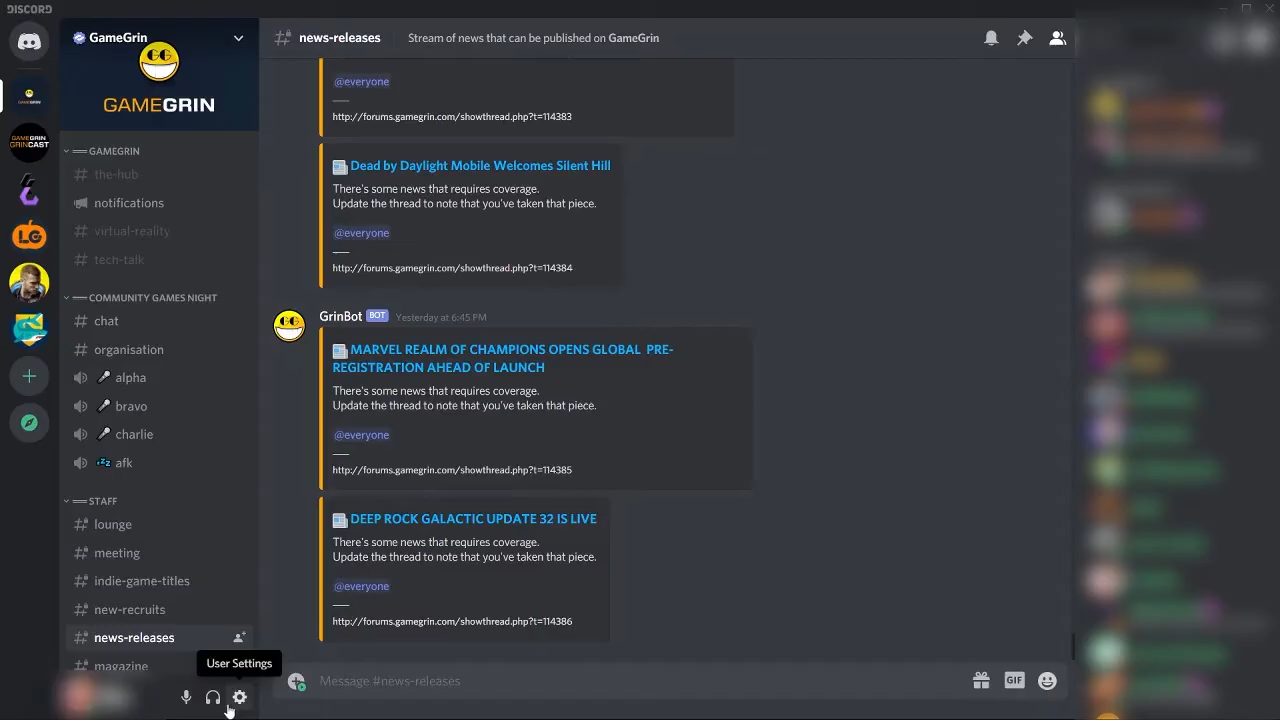 DISCORD
GameGrin
GG
GAMEGRIN
GAMEGRIN
GAMEGRIN
GRINCAST
LG
GAMEGRIN
the-hub
notifications
virtual-reality
tech-talk
COMMUNITY GAMES NIGHT
chat
organisation
alpha
bravo
charlie
zzz afk
STAFF
lounge
meeting
indie-game-titles
new-recruits
news-releases
magazine
User Settings
news-releases
Stream of news that can be published on GameGrin
@everyone
http://forums.gamegrin.com/showthread.php?t=114383
Dead by Daylight Mobile Welcomes Silent Hill
There's some news that requires coverage.
Update the thread to note that you've taken that piece.
@everyone
http://forums.gamegrin.com/showthread.php?t=114384
GG
GrinBot BOT Yesterday at 6:45 PM
MARVEL REALM OF CHAMPIONS OPENS GLOBAL PRE-
REGISTRATION AHEAD OF LAUNCH
There's some news that requires coverage.
Update the thread to note that you've taken that piece.
@everyone
http://forums.gamegrin.com/showthread.php?t=114385
DEEP ROCK GALACTIC UPDATE 32 IS LIVE
There's some news that requires coverage.
Update the thread to note that you've taken that piece.
@everyone
http://forums.gamegrin.com/showthread.php?t=114386
Message #news-releases
GIF